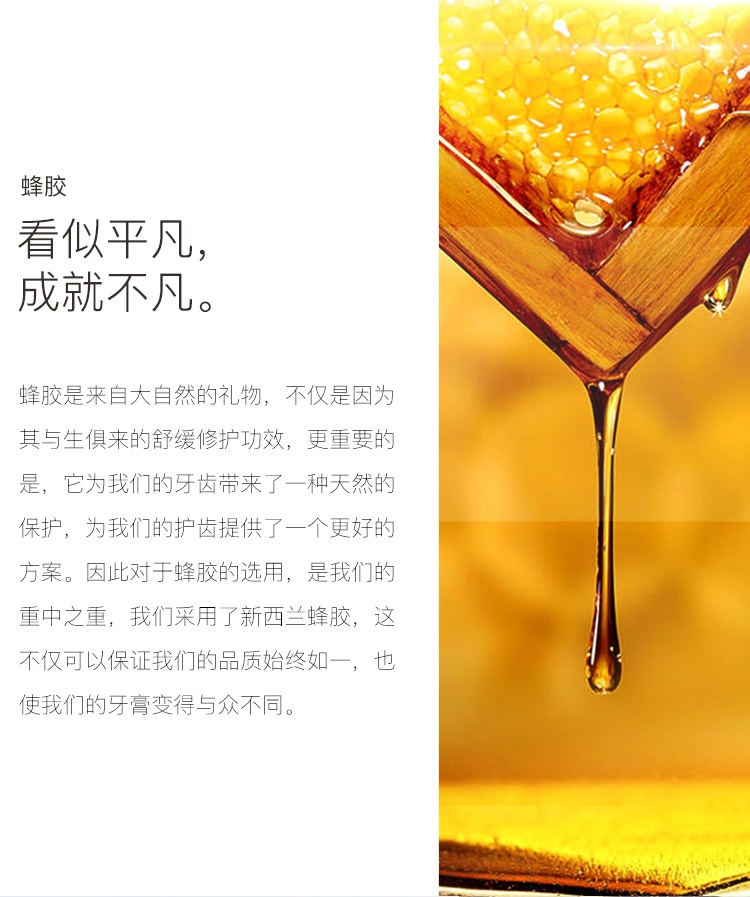 蜂胶
看似平凡，
成就不凡。
蜂胶是来自大自然的礼物，不仅是因为
其与生俱来的舒缓修护功效，更重要的
是，它为我们的牙齿带来了一种天然的
保护，为我们的护齿提供了一个更好的
方案。因此对于蜂胶的选用，是我们的
重中之重，我们采用了新西兰蜂胶，这
不仅可以保证我们的品质始终如一，也
使我们的牙膏变得与众不同。